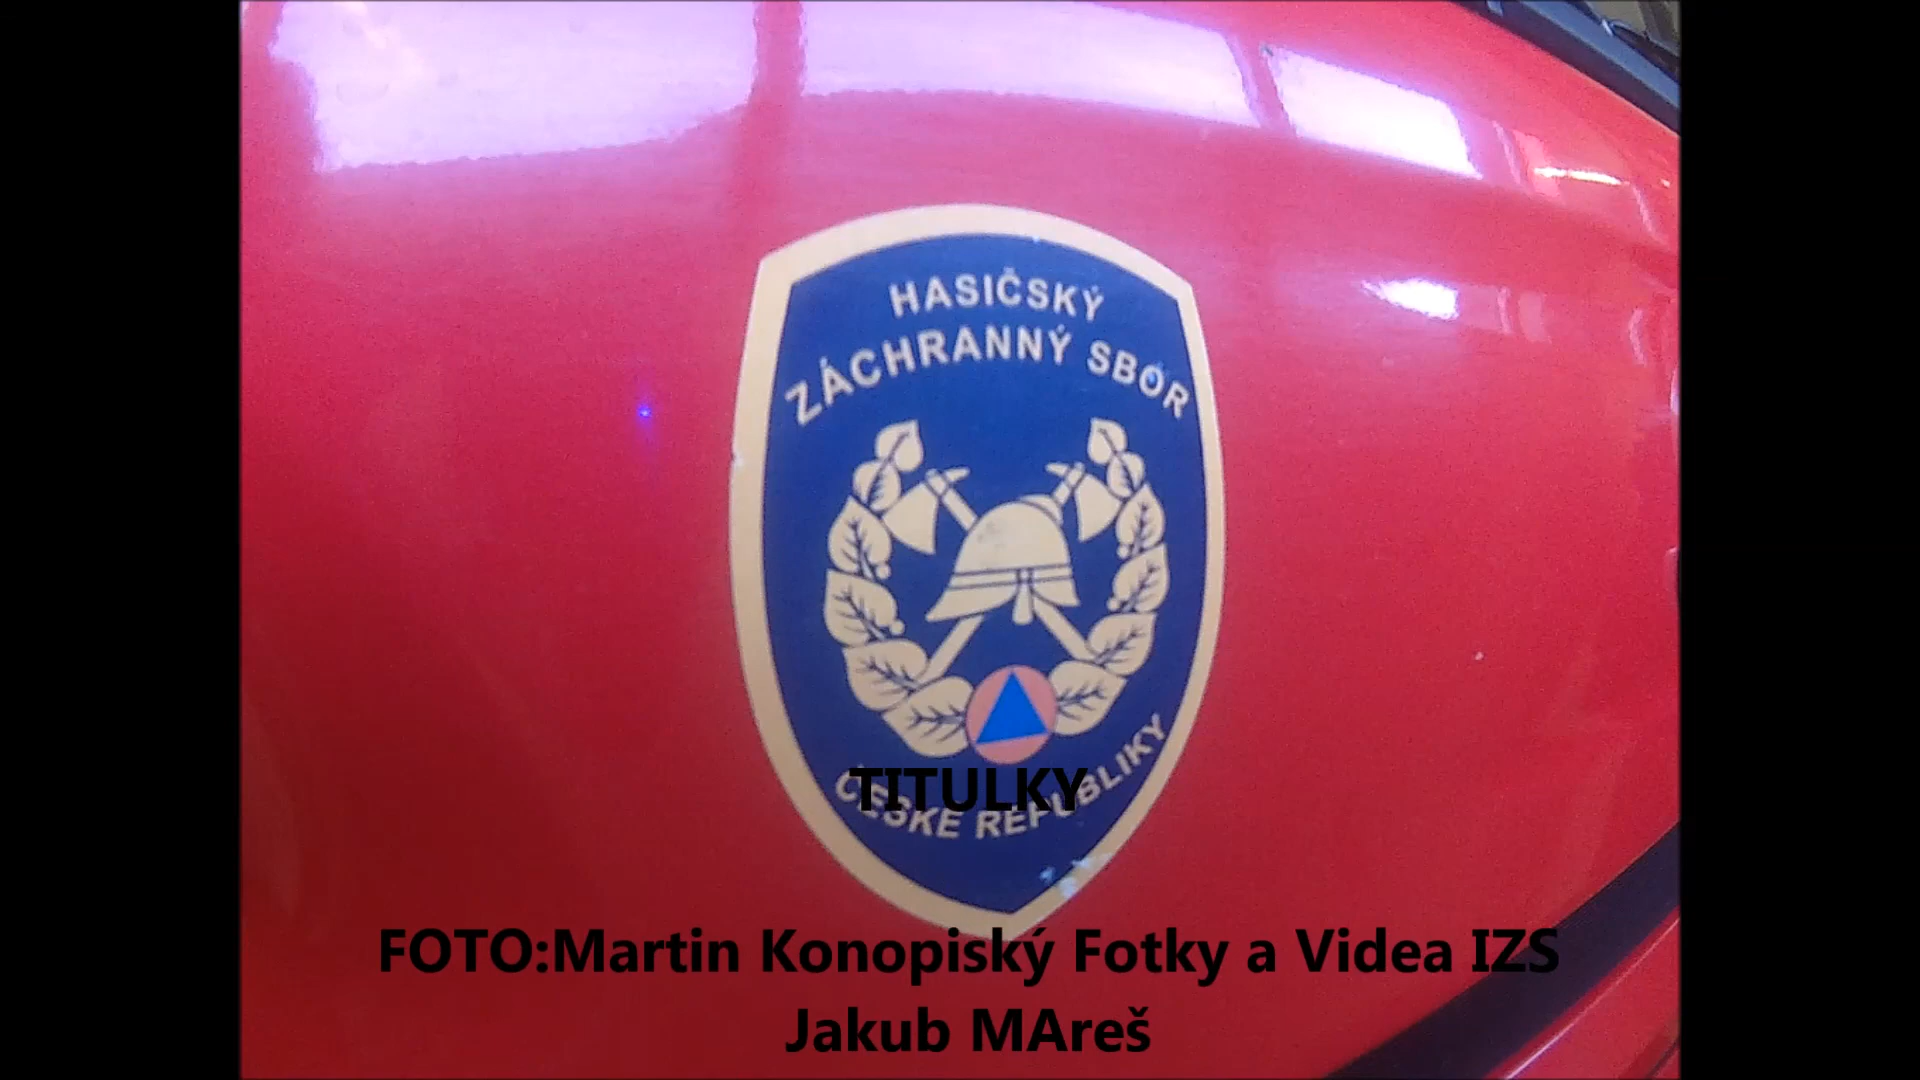 HASIČSKÝ
ZÁCHRANNÝ SBOR
ČESKÉ REPUBLIKY
TITULKY
FOTO:Martin Konopiský Fotky a Videa IZS
Jakub MAreš